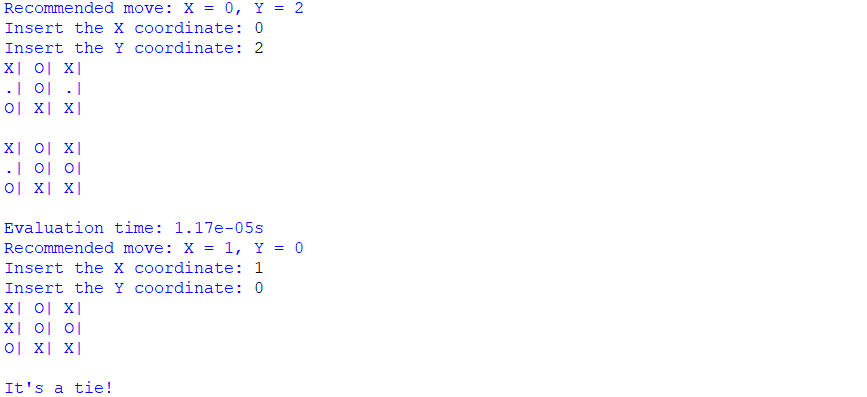 Recommended move: X = 0, Y = 2
Insert the X coordinate: 0
Insert the Y coordinate: 2
X| O| X|
.| O| .|
O| X| X|
X| O| X|
.| O| O|
O| X| X|
Evaluation time: 1.17e-05s
Recommended move: X = 1, Y = 0
Insert the X coordinate: 1
Insert the Y coordinate: 0
X| O| X|
X| O| O|
O| X| X|
It's a tie!